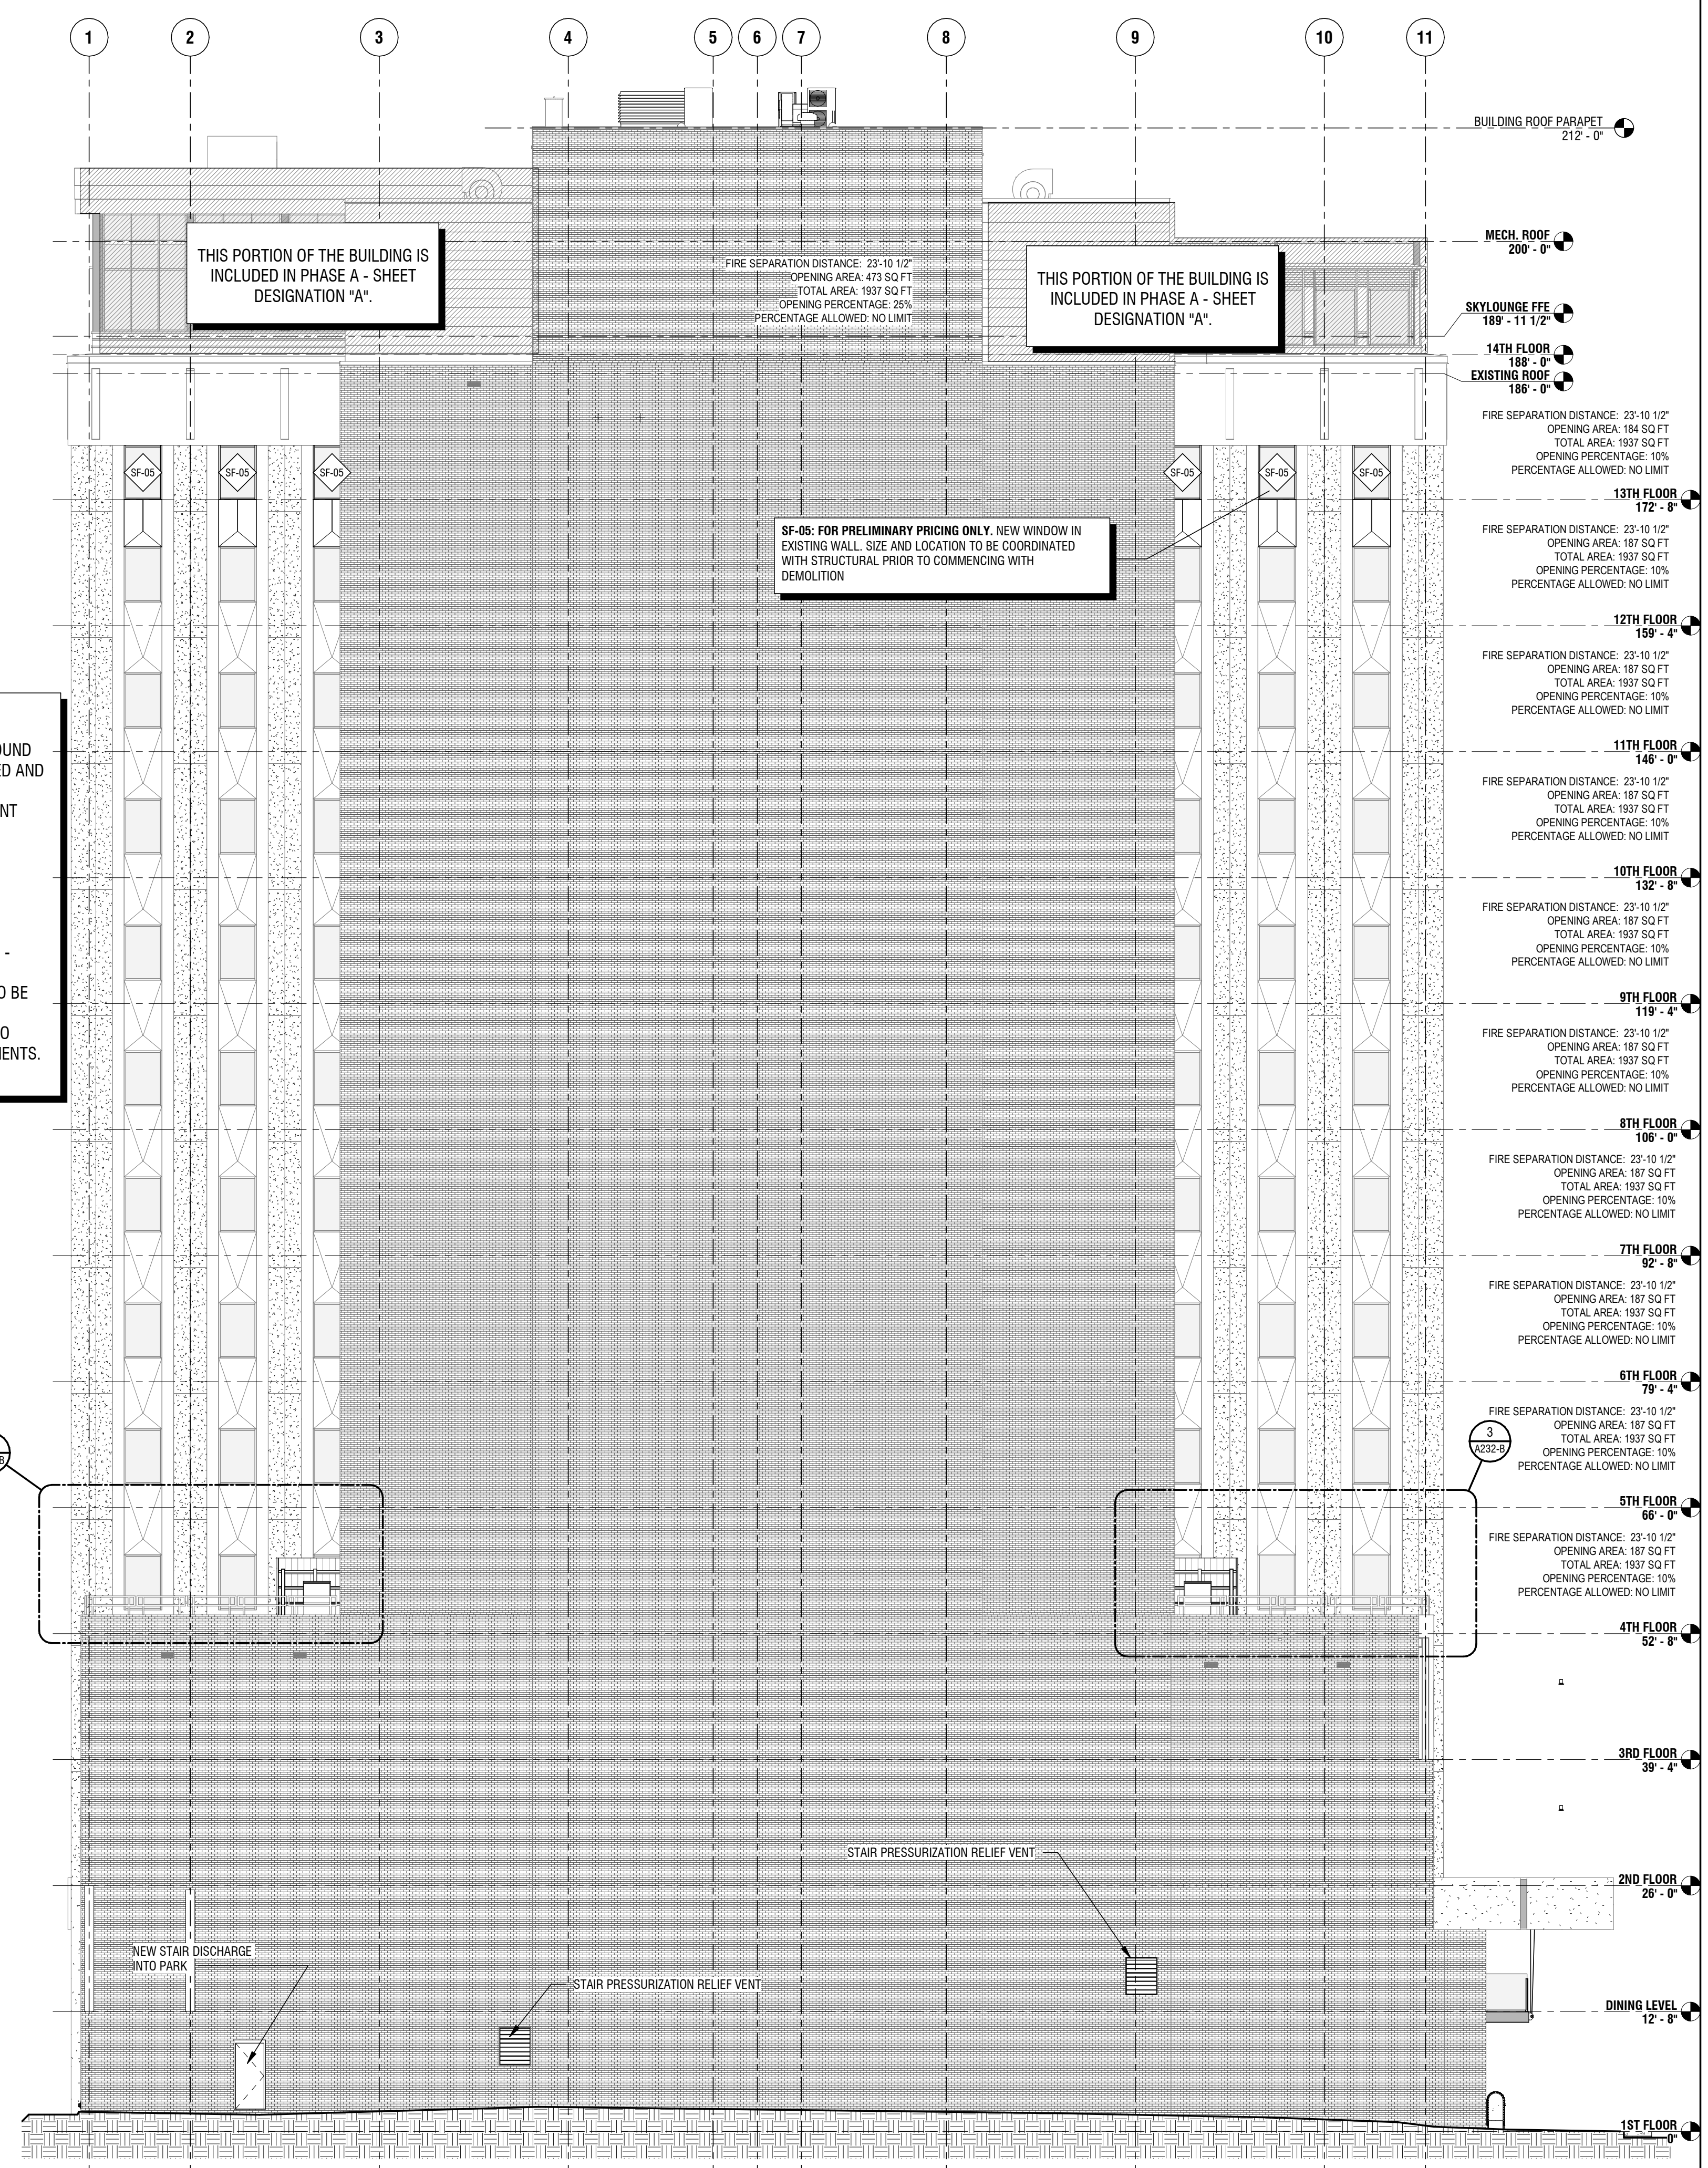 1 2 3 4 5 6 7 8 9 10 11
BUILDING ROOF PARAPET
212' - 0"
MECH. ROOF
200' - 0"
THIS PORTION OF THE BUILDING IS
INCLUDED IN PHASE A - SHEET
DESIGNATION "A".
FIRE SEPARATION DISTANCE: 23'-10 1/2"
OPENING AREA: 473 SQ FT
TOTAL AREA: 1937 SQ FT
OPENING PERCENTAGE: 25%
PERCENTAGE ALLOWED: NO LIMIT
THIS PORTION OF THE BUILDING IS
INCLUDED IN PHASE A - SHEET
DESIGNATION "A".
SKYLOUNGE FFE
189' - 11 1/2"
14TH FLOOR
188' - 0"
EXISTING ROOF
186' - 0"
FIRE SEPARATION DISTANCE: 23'-10 1/2"
OPENING AREA: 184 SQ FT
TOTAL AREA: 1937 SQ FT
OPENING PERCENTAGE: 10%
PERCENTAGE ALLOWED: NO LIMIT
SF-05 SF-05 SF-05 SF-05 SF-05 SF-05
13TH FLOOR
172' - 8"
SF-05: FOR PRELIMINARY PRICING ONLY. NEW WINDOW IN
EXISTING WALL. SIZE AND LOCATION TO BE COORDINATED
WITH STRUCTURAL PRIOR TO COMMENCING WITH
DEMOLITION
FIRE SEPARATION DISTANCE: 23'-10 1/2"
OPENING AREA: 187 SQ FT
TOTAL AREA: 1937 SQ FT
OPENING PERCENTAGE: 10%
PERCENTAGE ALLOWED: NO LIMIT
12TH FLOOR
159' - 4"
FIRE SEPARATION DISTANCE: 23'-10 1/2"
OPENING AREA: 187 SQ FT
TOTAL AREA: 1937 SQ FT
OPENING PERCENTAGE: 10%
PERCENTAGE ALLOWED: NO LIMIT
11TH FLOOR
146' - 0"
OUND
ED AND
NT
-
O BE
O
MENTS.
FIRE SEPARATION DISTANCE: 23'-10 1/2"
OPENING AREA: 187 SQ FT
TOTAL AREA: 1937 SQ FT
OPENING PERCENTAGE: 10%
PERCENTAGE ALLOWED: NO LIMIT
10TH FLOOR
132' - 8"
FIRE SEPARATION DISTANCE: 23'-10 1/2"
OPENING AREA: 187 SQ FT
TOTAL AREA: 1937 SQ FT
OPENING PERCENTAGE: 10%
PERCENTAGE ALLOWED: NO LIMIT
9TH FLOOR
119' - 4"
FIRE SEPARATION DISTANCE: 23'-10 1/2"
OPENING AREA: 187 SQ FT
TOTAL AREA: 1937 SQ FT
OPENING PERCENTAGE: 10%
PERCENTAGE ALLOWED: NO LIMIT
8TH FLOOR
106' - 0"
FIRE SEPARATION DISTANCE: 23'-10 1/2"
OPENING AREA: 187 SQ FT
TOTAL AREA: 1937 SQ FT
OPENING PERCENTAGE: 10%
PERCENTAGE ALLOWED: NO LIMIT
7TH FLOOR
92' - 8"
FIRE SEPARATION DISTANCE: 23'-10 1/2"
OPENING AREA: 187 SQ FT
TOTAL AREA: 1937 SQ FT
OPENING PERCENTAGE: 10%
PERCENTAGE ALLOWED: NO LIMIT
6TH FLOOR
79' - 4"
FIRE SEPARATION DISTANCE: 23'-10 1/2"
OPENING AREA: 187 SQ FT
TOTAL AREA: 1937 SQ FT
OPENING PERCENTAGE: 10%
PERCENTAGE ALLOWED: NO LIMIT
3
A232-B
B
5TH FLOOR
66' - 0"
FIRE SEPARATION DISTANCE: 23'-10 1/2"
OPENING AREA: 187 SQ FT
TOTAL AREA: 1937 SQ FT
OPENING PERCENTAGE: 10%
PERCENTAGE ALLOWED: NO LIMIT
4TH FLOOR
52' - 8"
3RD FLOOR
39' - 4"
STAIR PRESSURIZATION RELIEF VENT
2ND FLOOR
26' - 0"
NEW STAIR DISCHARGE
INTO PARK
STAIR PRESSURIZATION RELIEF VENT
DINING LEVEL
12' - 8"
1ST FLOOR
0"